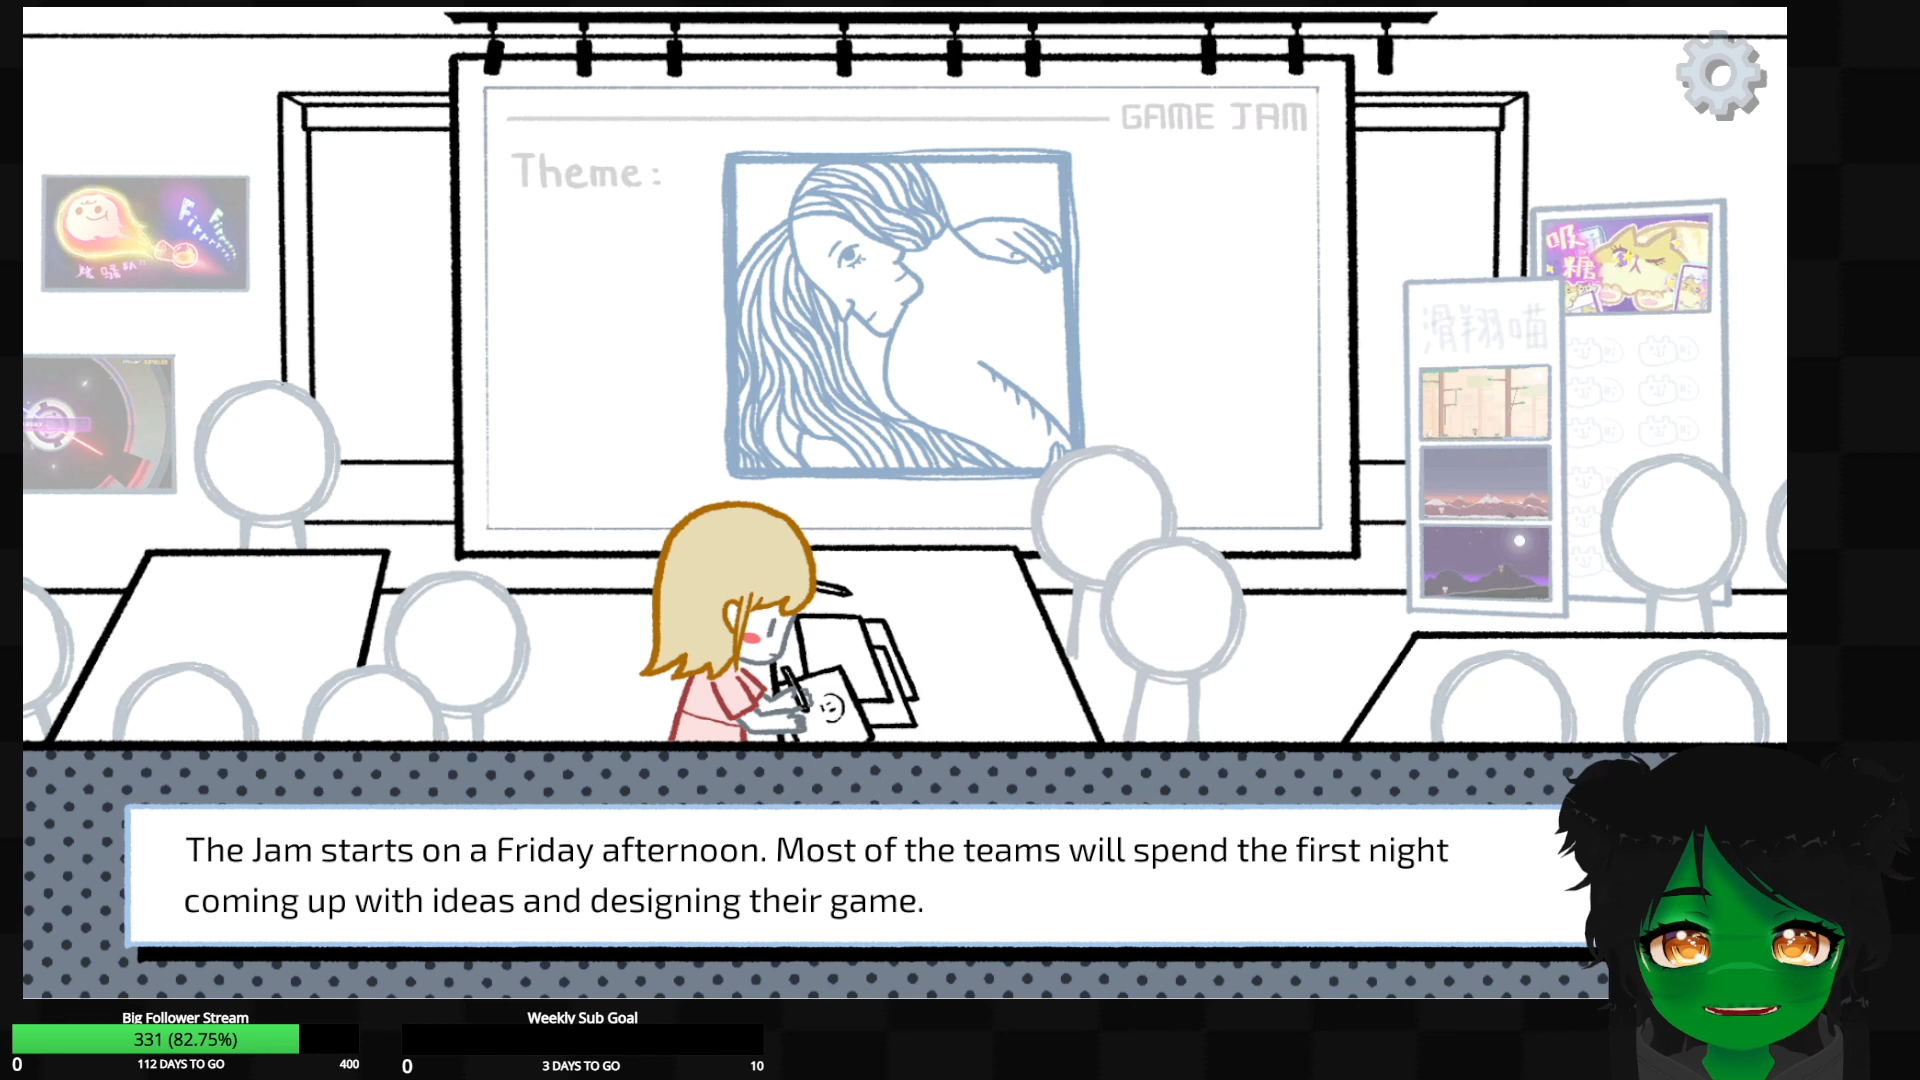 GAME JAM
Theme:
吸
糖
滑翔喵
The Jam starts on a Friday afternoon. Most of the teams will spend the first night
coming up with ideas and designing their game.
Big Follower Stream
331 (82.75%)
0
112 DAYS TO GO
400
Weekly Sub Goal
0
3 DAYS TO GO
10